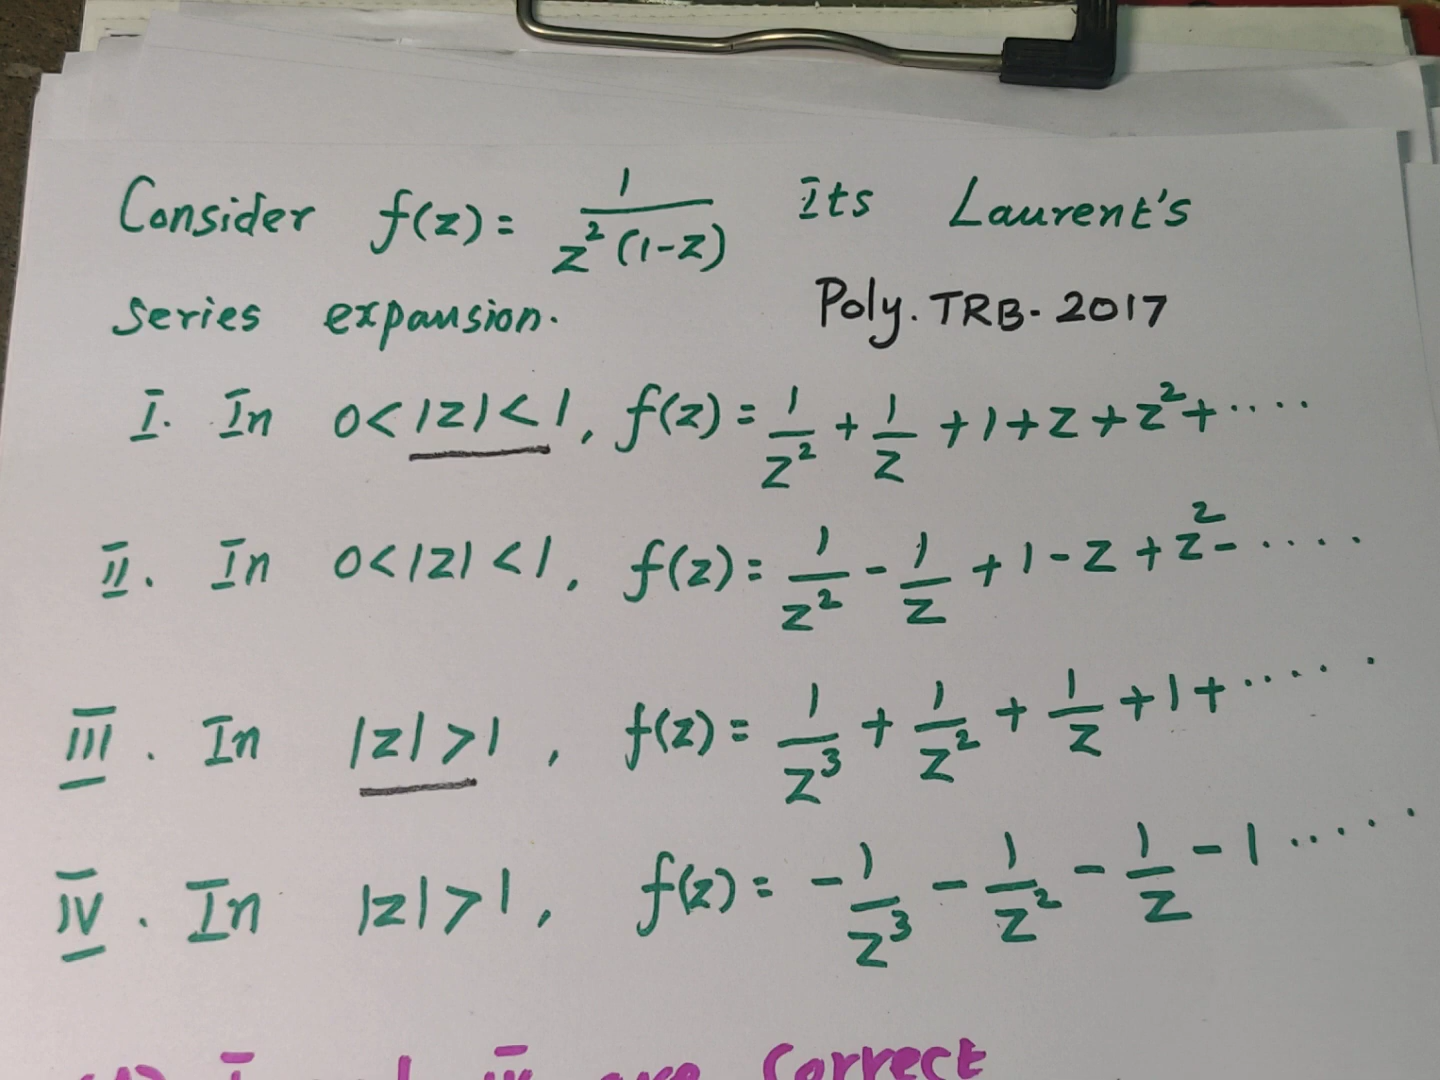 Consider f(z) = 1/(z²(1-z)) Its Laurent's
series expansion. Poly. TRB- 2017
I. In 0<|z|<1, f(z) = 1/z² + 1/z + 1 + z + z² + ····
II. In 0<|z|<1, f(z) = 1/z² - 1/z + 1 - z + z² - ·····
III. In |z|>1, f(z) = 1/z³ + 1/z² + 1/z + 1 + ······
IV. In |z|>1, f(z) = -1/z³ - 1/z² - 1/z - 1 ·····
are correct